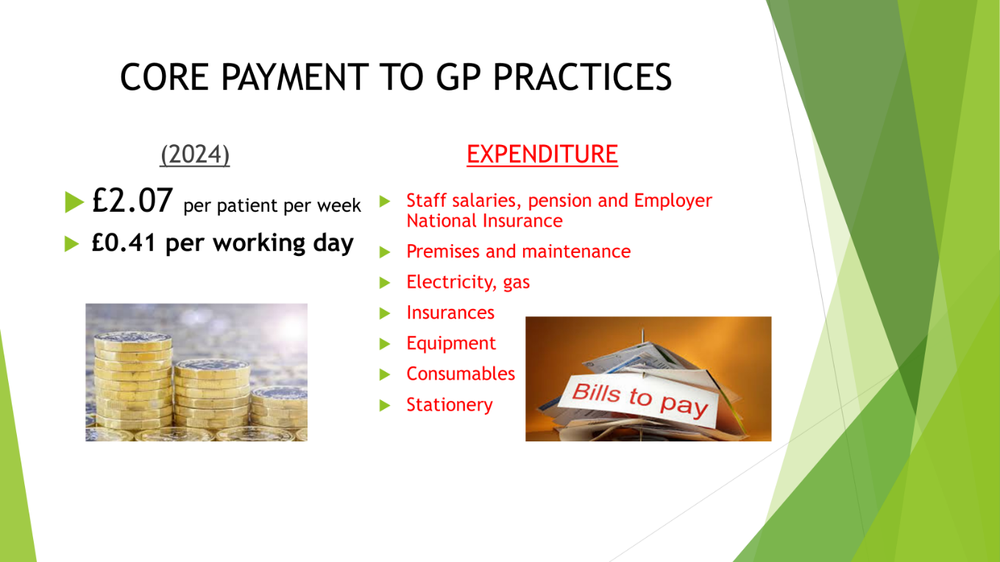 CORE PAYMENT TO GP PRACTICES
(2024)
£2.07 per patient per week
£0.41 per working day
EXPENDITURE
Staff salaries, pension and Employer
National Insurance
Premises and maintenance
Electricity, gas
Insurances
Equipment
Consumables
Stationery
Bills to pay